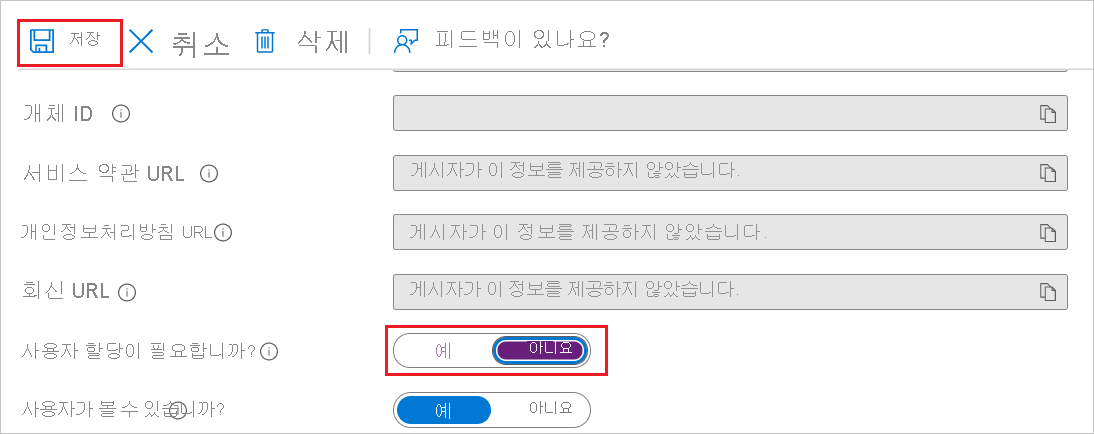 저장 취소 삭제 피드백이 있나요?
개체 ID
서비스 약관 URL 게시자가 이 정보를 제공하지 않았습니다.
개인정보처리방침 URL 게시자가 이 정보를 제공하지 않았습니다.
회신 URL 게시자가 이 정보를 제공하지 않았습니다.
사용자 할당이 필요합니까? 예 아니요
사용자가 볼 수 있습니까? 예 아니요